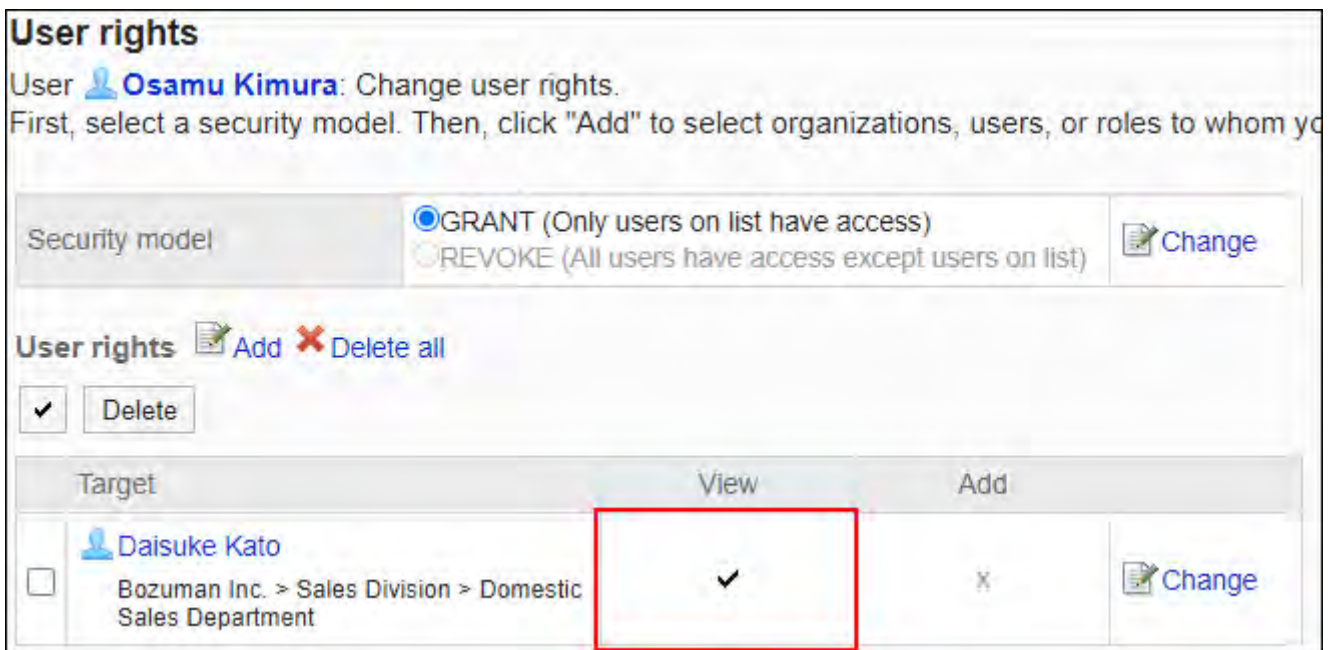 User rights
User Osamu Kimura: Change user rights.
First, select a security model. Then, click "Add" to select organizations, users, or roles to whom
Security model
GRANT (Only users on list have access)
REVOKE (All users have access except users on list)
Change
User rights Add Delete all
Delete
Target View Add
Daisuke Kato
Bozuman Inc. > Sales Division > Domestic
Sales Department
x
Change